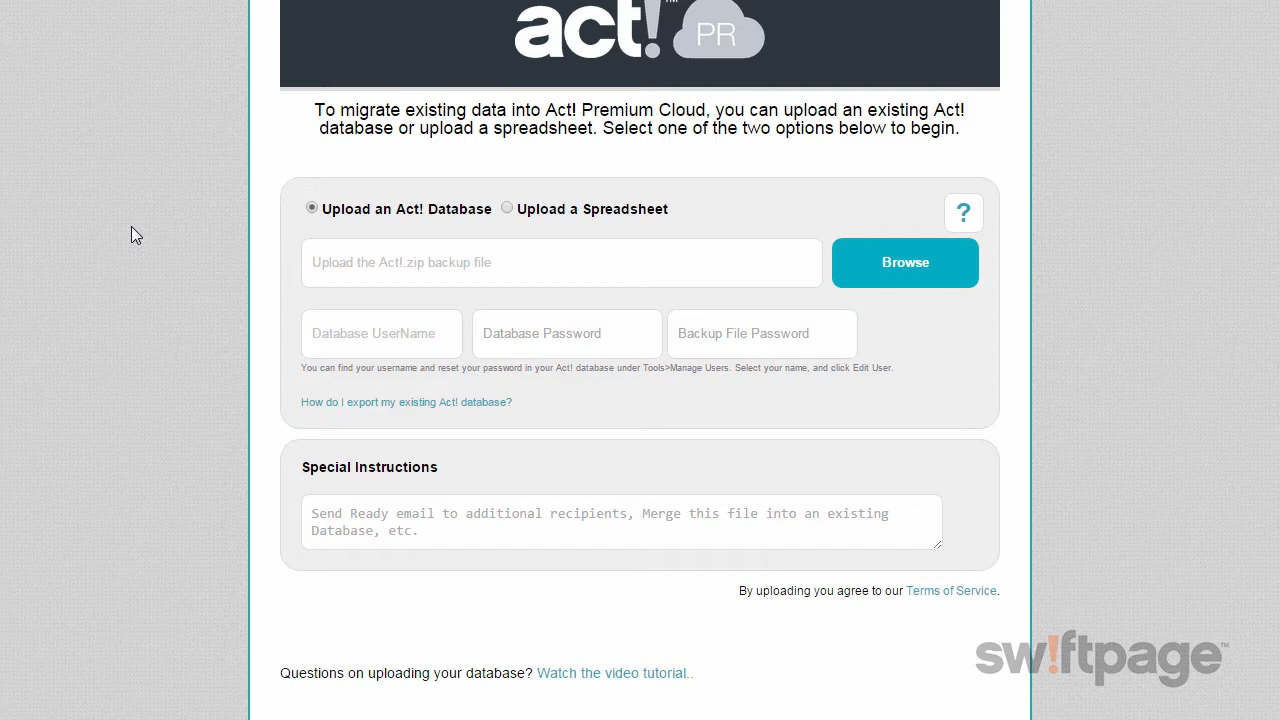 act!™ PR
To migrate existing data into Act! Premium Cloud, you can upload an existing Act!
database or upload a spreadsheet. Select one of the two options below to begin.
Upload an Act! Database Upload a Spreadsheet
?
Upload the Act!.zip backup file
Browse
Database UserName Database Password Backup File Password
You can find your username and reset your password in your Act! database under Tools>Manage Users. Select your name, and click Edit User.
How do I export my existing Act! database?
Special Instructions
Send Ready email to additional recipients, Merge this file into an existing
Database, etc.
By uploading you agree to our Terms of Service.
sw!ftpage™
Questions on uploading your database? Watch the video tutorial..